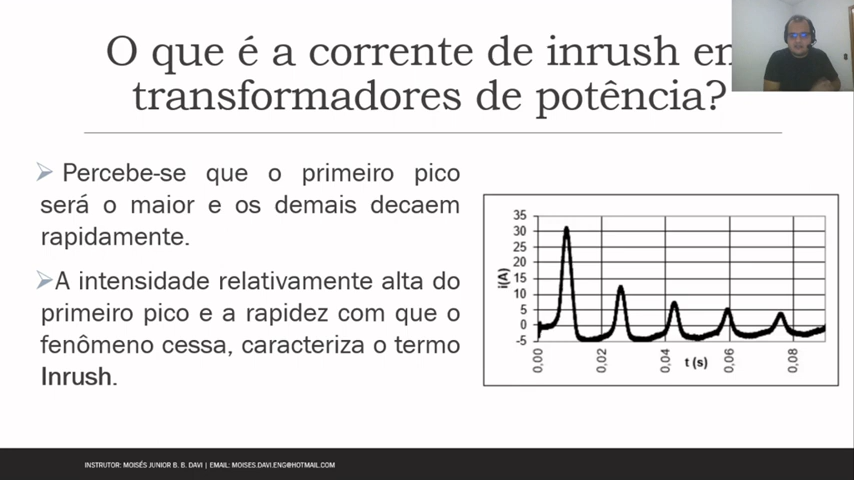 O que é a corrente de inrush em
transformadores de potência?
Percebe-se que o primeiro pico
será o maior e os demais decaem
rapidamente.
A intensidade relativamente alta do
primeiro pico e a rapidez com que o
fenômeno cessa, caracteriza o termo
Inrush.
35
30
25
20
15
10
5
0
-5
i(A)
0,00
0,02
0,04
0,06
0,08
t (s)
INSTRUTOR: MOISÉS JUNIOR B. B. DAVI | EMAIL: MOISES.DAVI.ENG@HOTMAIL.COM